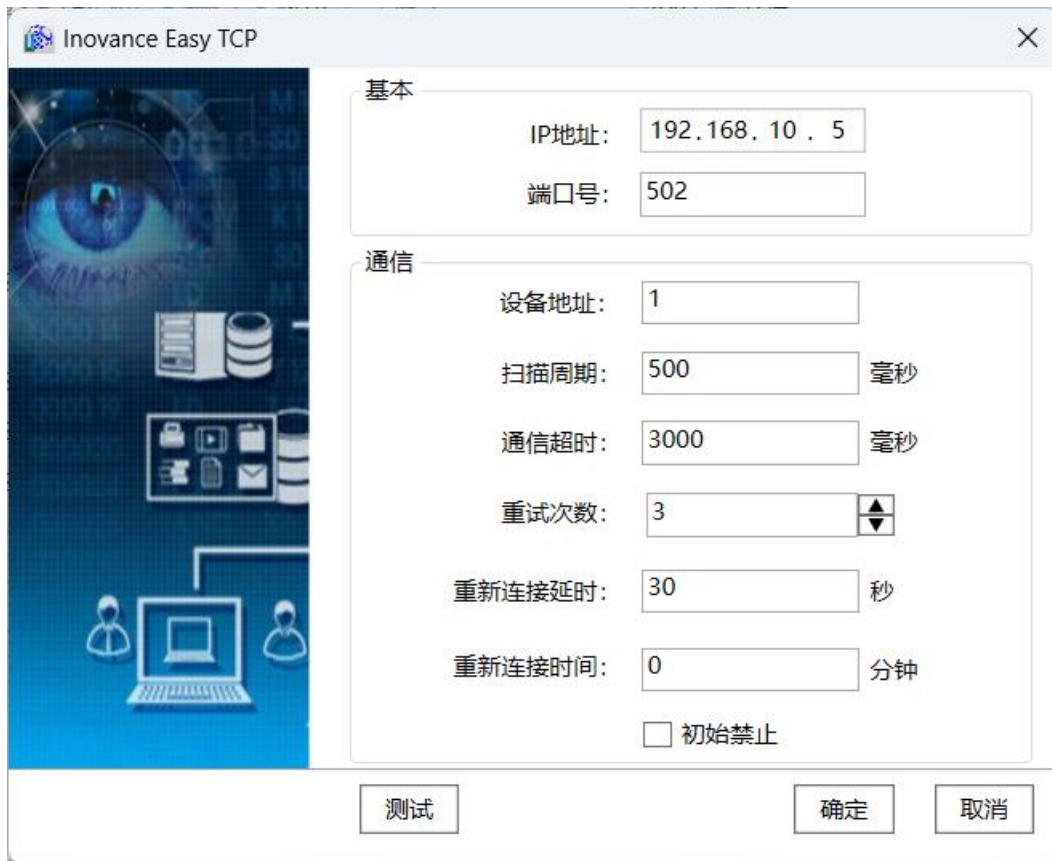 Inovance Easy TCP
基本
IP地址: 192.168. 10 . 5
端口号: 502
通信
设备地址: 1
扫描周期: 500 毫秒
通信超时: 3000 毫秒
重试次数: 3
重新连接延时: 30 秒
重新连接时间: 0 分钟
初始禁止
测试 确定 取消